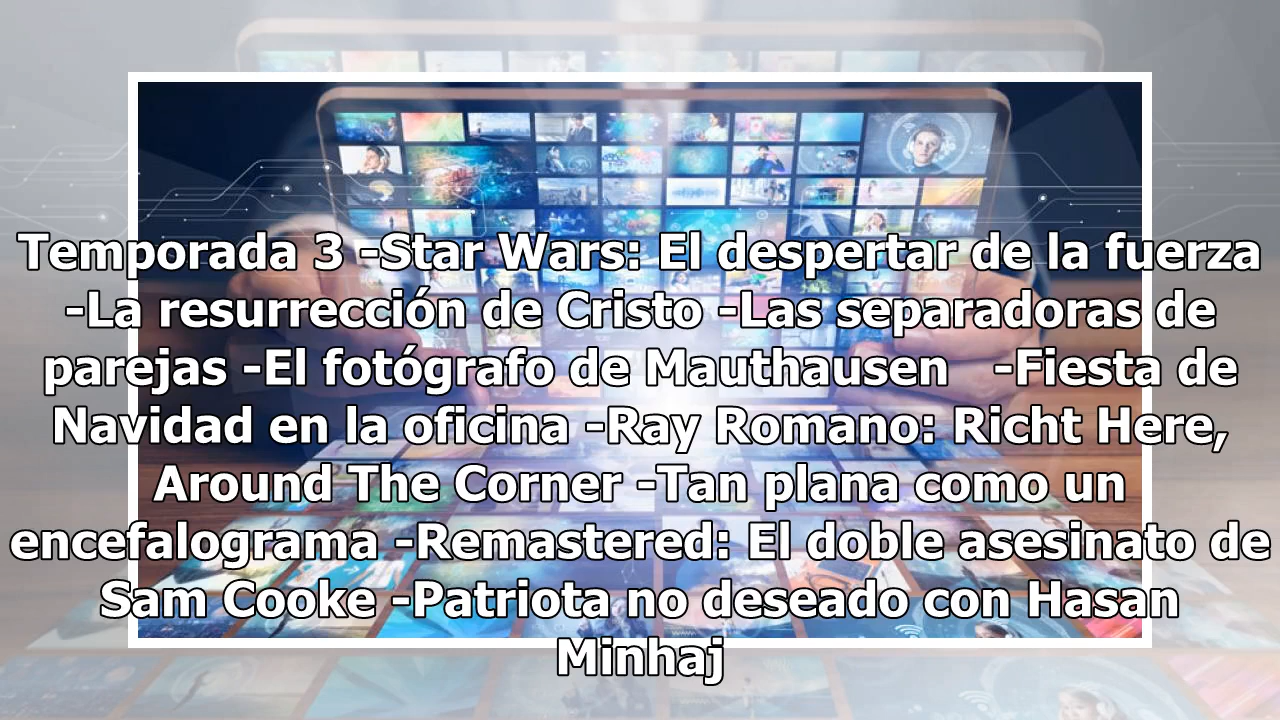 Temporada 3 -Star Wars: El despertar de la fuerza
-La resurrección de Cristo -Las separadoras de
parejas -El fotógrafo de Mauthausen   -Fiesta de
Navidad en la oficina -Ray Romano: Richt Here,
Around The Corner -Tan plana como un
encefalograma -Remastered: El doble asesinato de
Sam Cooke -Patriota no deseado con Hasan
Minhaj